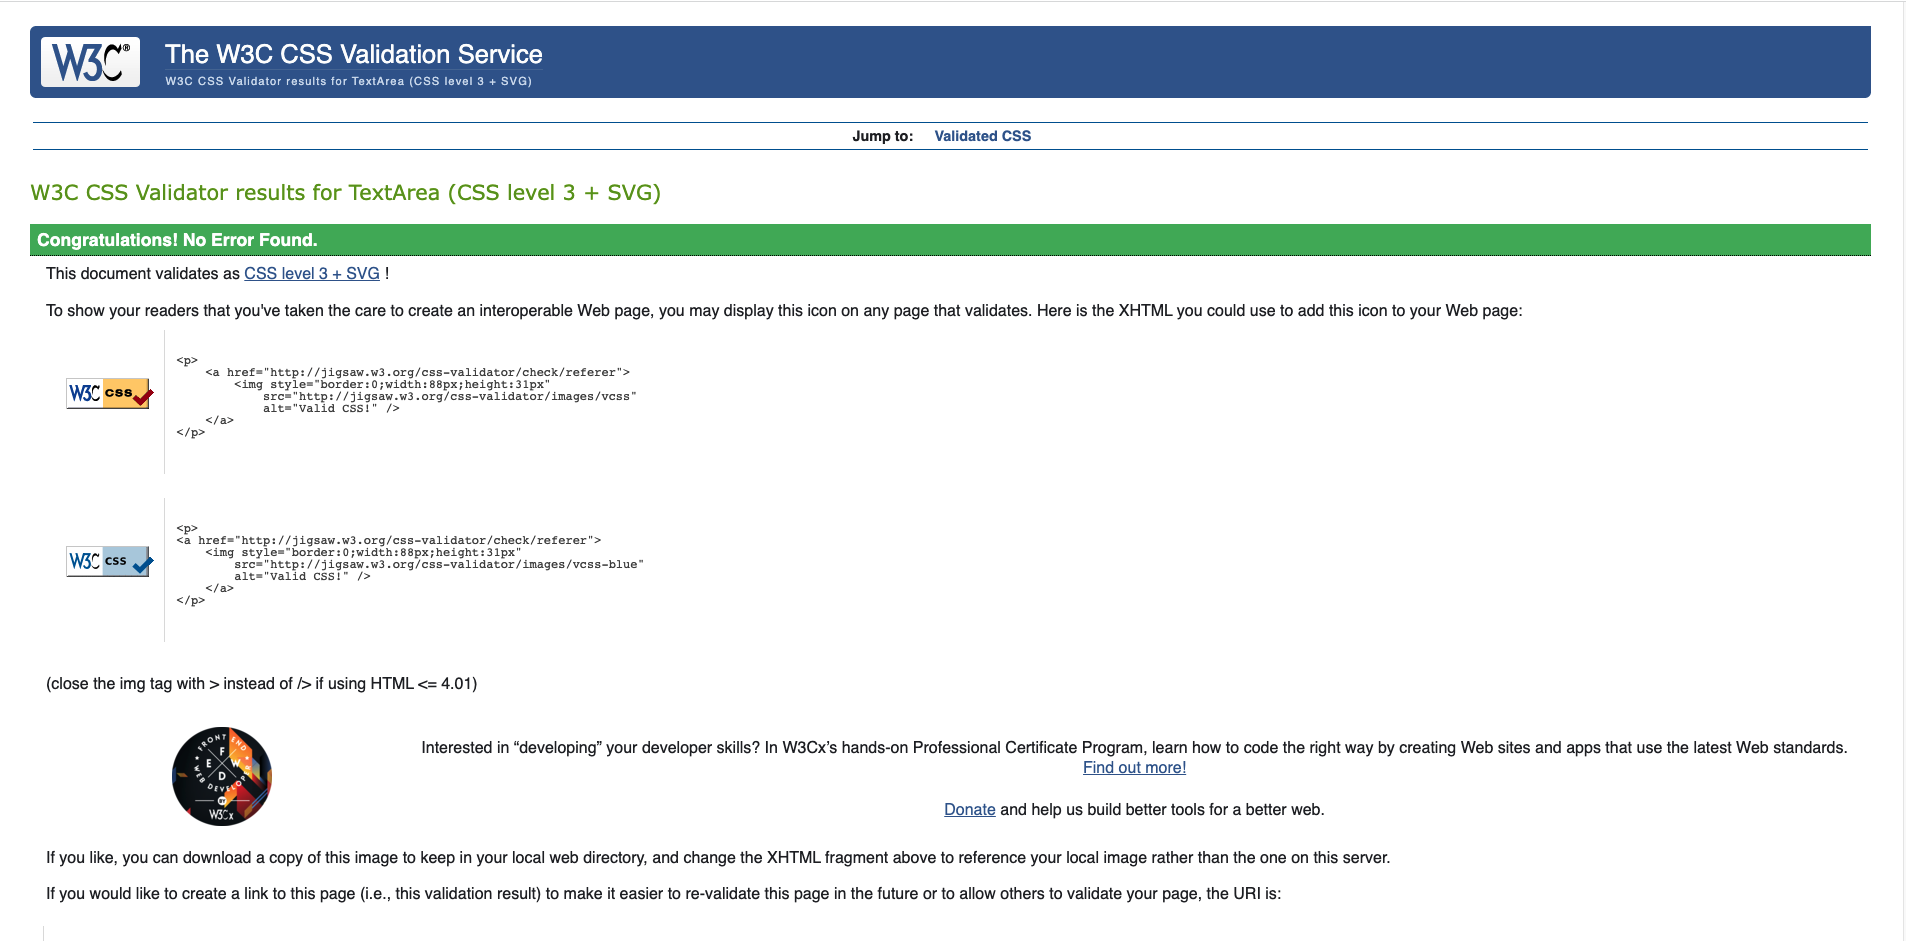 W3C®
The W3C CSS Validation Service
W3C CSS Validator results for TextArea (CSS level 3 + SVG)
Jump to: Validated CSS
W3C CSS Validator results for TextArea (CSS level 3 + SVG)
Congratulations! No Error Found.
This document validates as CSS level 3 + SVG !
To show your readers that you've taken the care to create an interoperable Web page, you may display this icon on any page that validates. Here is the XHTML you could use to add this icon to your Web page:
W3C css
<p>
<a href="http://jigsaw.w3.org/css-validator/check/referer">
<img style="border:0;width:88px;height:31px"
src="http://jigsaw.w3.org/css-validator/images/vcss"
alt="Valid CSS!" />
</a>
</p>
W3C css
<p>
<a href="http://jigsaw.w3.org/css-validator/check/referer">
<img style="border:0;width:88px;height:31px"
src="http://jigsaw.w3.org/css-validator/images/vcss-blue"
alt="Valid CSS!" />
</a>
</p>
(close the img tag with > instead of /> if using HTML <= 4.01)
FRONT END
F E W D
WEB DEVELOPER
BY
W3Cx
Interested in “developing” your developer skills? In W3Cx’s hands-on Professional Certificate Program, learn how to code the right way by creating Web sites and apps that use the latest Web standards.
Find out more!
Donate and help us build better tools for a better web.
If you like, you can download a copy of this image to keep in your local web directory, and change the XHTML fragment above to reference your local image rather than the one on this server.
If you would like to create a link to this page (i.e., this validation result) to make it easier to re-validate this page in the future or to allow others to validate your page, the URI is: